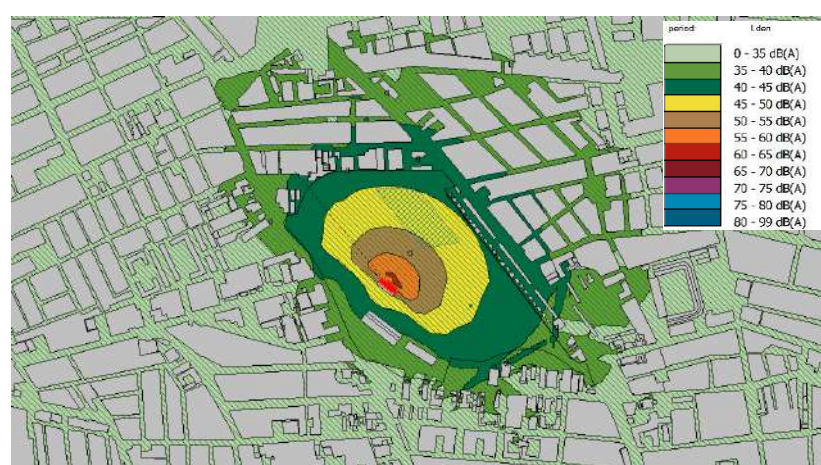 period: Lden
0 - 35 dB(A)
35 - 40 dB(A)
40 - 45 dB(A)
45 - 50 dB(A)
50 - 55 dB(A)
55 - 60 dB(A)
60 - 65 dB(A)
65 - 70 dB(A)
70 - 75 dB(A)
75 - 80 dB(A)
80 - 99 dB(A)